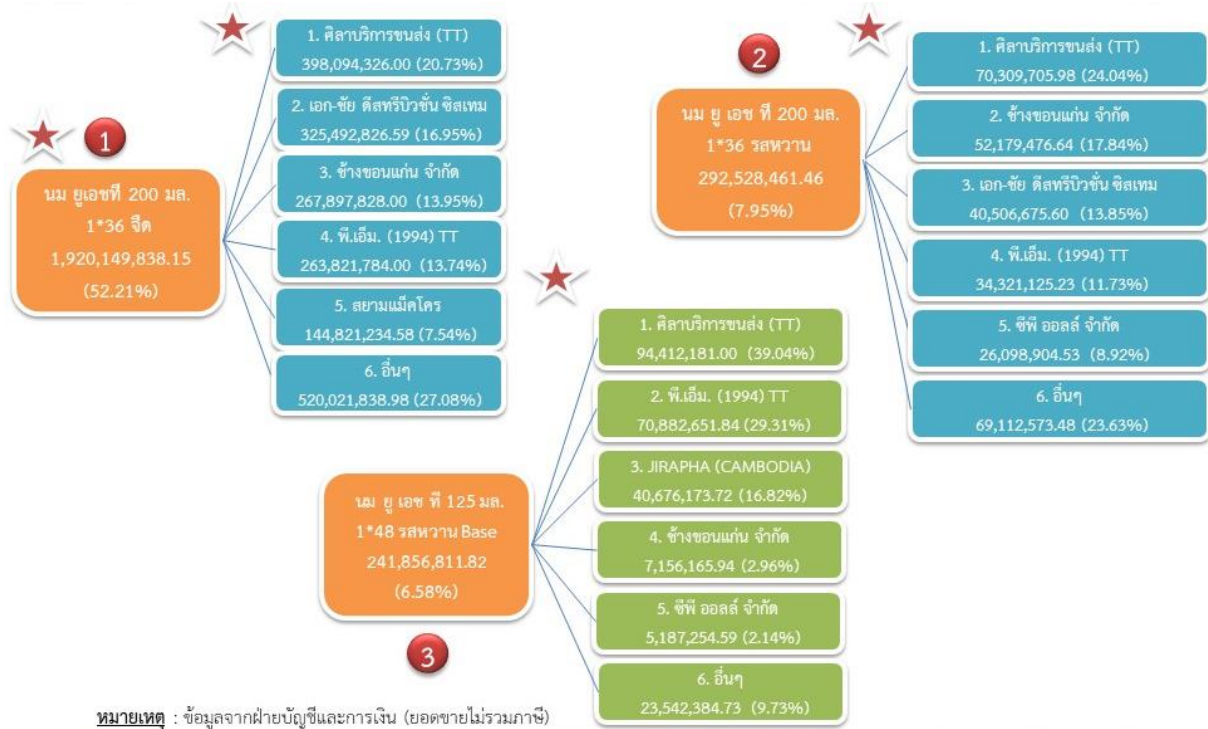 1
นม ยูเอชที 200 มล.
1*36 จืด
1,920,149,838.15
(52.21%)
1. ศิลาบริการขนส่ง (TT)
398,094,326.00 (20.73%)
2. เอก-ชัย ดีสทรีบิวชั่น ซิสเทม
325,492,826.59 (16.95%)
3. ช้างขอนแก่น จำกัด
267,897,828.00 (13.95%)
4. พี.เอ็ม. (1994) TT
263,821,784.00 (13.74%)
5. สยามแม็คโคร
144,821,234.58 (7.54%)
6. อื่นๆ
520,021,838.98 (27.08%)
2
นม ยู เอช ที 200 มล.
1*36 รสหวาน
292,528,461.46
(7.95%)
1. ศิลาบริการขนส่ง (TT)
70,309,705.98 (24.04%)
2. ช้างขอนแก่น จำกัด
52,179,476.64 (17.84%)
3. เอก-ชัย ดีสทรีบิวชั่น ซิสเทม
40,506,675.60 (13.85%)
4. พี.เอ็ม. (1994) TT
34,321,125.23 (11.73%)
5. ซีพี ออลล์ จำกัด
26,098,904.53 (8.92%)
6. อื่นๆ
69,112,573.48 (23.63%)
นม ยู เอช ที 125 มล.
1*48 รสหวาน Base
241,856,811.82
(6.58%)
3
1. ศิลาบริการขนส่ง (TT)
94,412,181.00 (39.04%)
2. พี.เอ็ม. (1994) TT
70,882,651.84 (29.31%)
3. JIRAPHA (CAMBODIA)
40,676,173.72 (16.82%)
4. ช้างขอนแก่น จำกัด
7,156,165.94 (2.96%)
5. ซีพี ออลล์ จำกัด
5,187,254.59 (2.14%)
6. อื่นๆ
23,542,384.73 (9.73%)
หมายเหตุ : ข้อมูลจากฝ่ายบัญชีและการเงิน (ยอดขายไม่รวมภาษี)